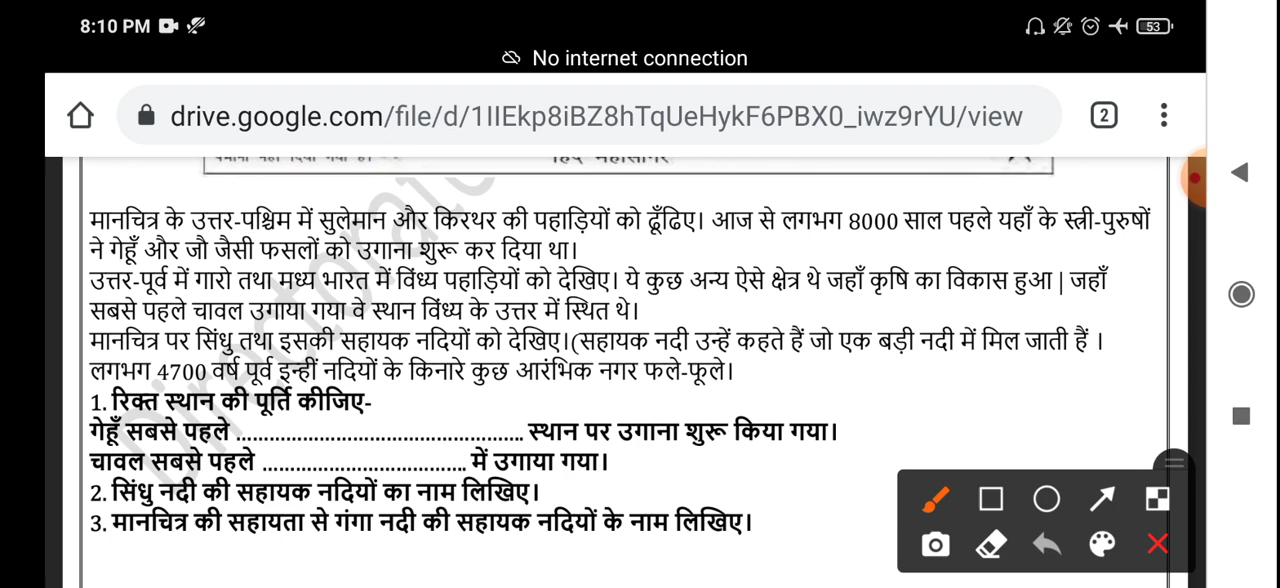 8:10 PM 53
No internet connection
drive.google.com/file/d/1IIEkp8iBZ8hTqUeHykF6PBX0_iwz9rYU/view 2
हिंद महासागर
मानचित्र के उत्तर-पश्चिम में सुलेमान और किरथर की पहाड़ियों को ढूँढिए। आज से लगभग 8000 साल पहले यहाँ के स्त्री-पुरुषों
ने गेहूँ और जौ जैसी फसलों को उगाना शुरू कर दिया था।
उत्तर-पूर्व में गारो तथा मध्य भारत में विंध्य पहाड़ियों को देखिए। ये कुछ अन्य ऐसे क्षेत्र थे जहाँ कृषि का विकास हुआ | जहाँ
सबसे पहले चावल उगाया गया वे स्थान विंध्य के उत्तर में स्थित थे।
मानचित्र पर सिंधु तथा इसकी सहायक नदियों को देखिए।(सहायक नदी उन्हें कहते हैं जो एक बड़ी नदी में मिल जाती हैं ।
लगभग 4700 वर्ष पूर्व इन्हीं नदियों के किनारे कुछ आरंभिक नगर फले-फूले।
1. रिक्त स्थान की पूर्ति कीजिए-
गेहूँ सबसे पहले ...................................................... स्थान पर उगाना शुरू किया गया।
चावल सबसे पहले ....................................... में उगाया गया।
2. सिंधु नदी की सहायक नदियों का नाम लिखिए।
3. मानचित्र की सहायता से गंगा नदी की सहायक नदियों के नाम लिखिए।
Directorate